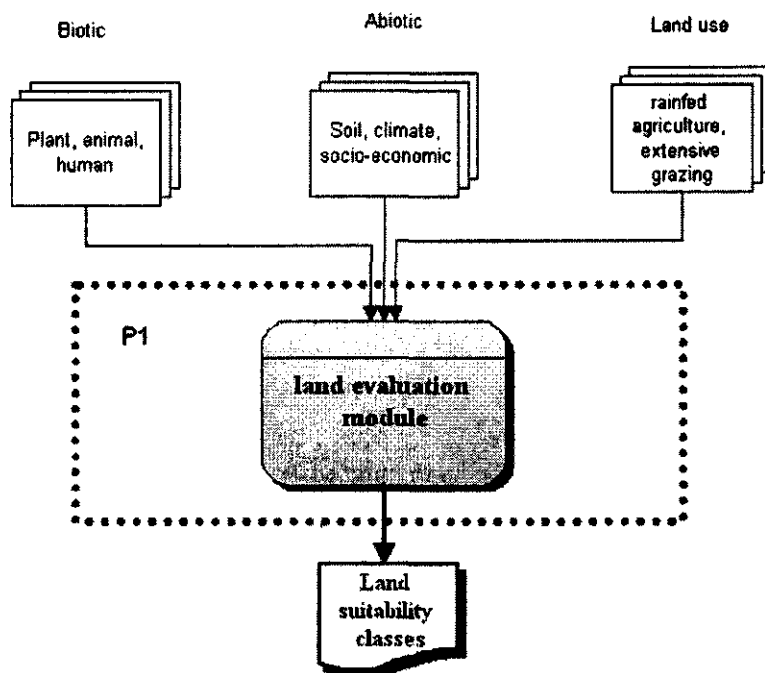 Biotic
Abiotic
Land use
Plant, animal,
human
Soil, climate,
socio-economic
rainfed
agriculture,
extensive
grazing
P1
land evaluation
module
Land
suitability
classes